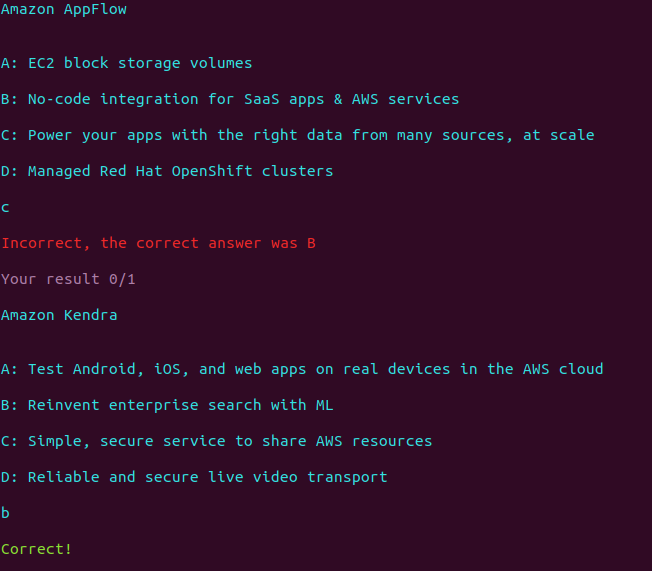 Amazon AppFlow
A: EC2 block storage volumes
B: No-code integration for SaaS apps & AWS services
C: Power your apps with the right data from many sources, at scale
D: Managed Red Hat OpenShift clusters
c
Incorrect, the correct answer was B
Your result 0/1
Amazon Kendra
A: Test Android, iOS, and web apps on real devices in the AWS cloud
B: Reinvent enterprise search with ML
C: Simple, secure service to share AWS resources
D: Reliable and secure live video transport
b
Correct!